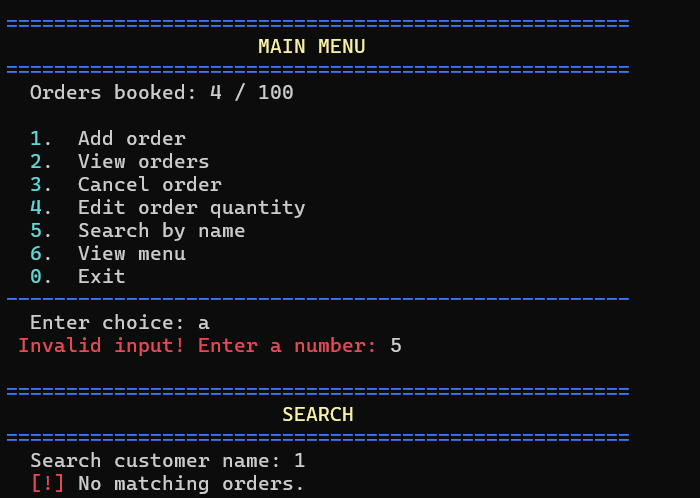 ====================================================
MAIN MENU
====================================================
Orders booked: 4 / 100
1. Add order
2. View orders
3. Cancel order
4. Edit order quantity
5. Search by name
6. View menu
0. Exit
----------------------------------------------------
Enter choice: a
Invalid input! Enter a number: 5
====================================================
SEARCH
====================================================
Search customer name: 1
[!] No matching orders.